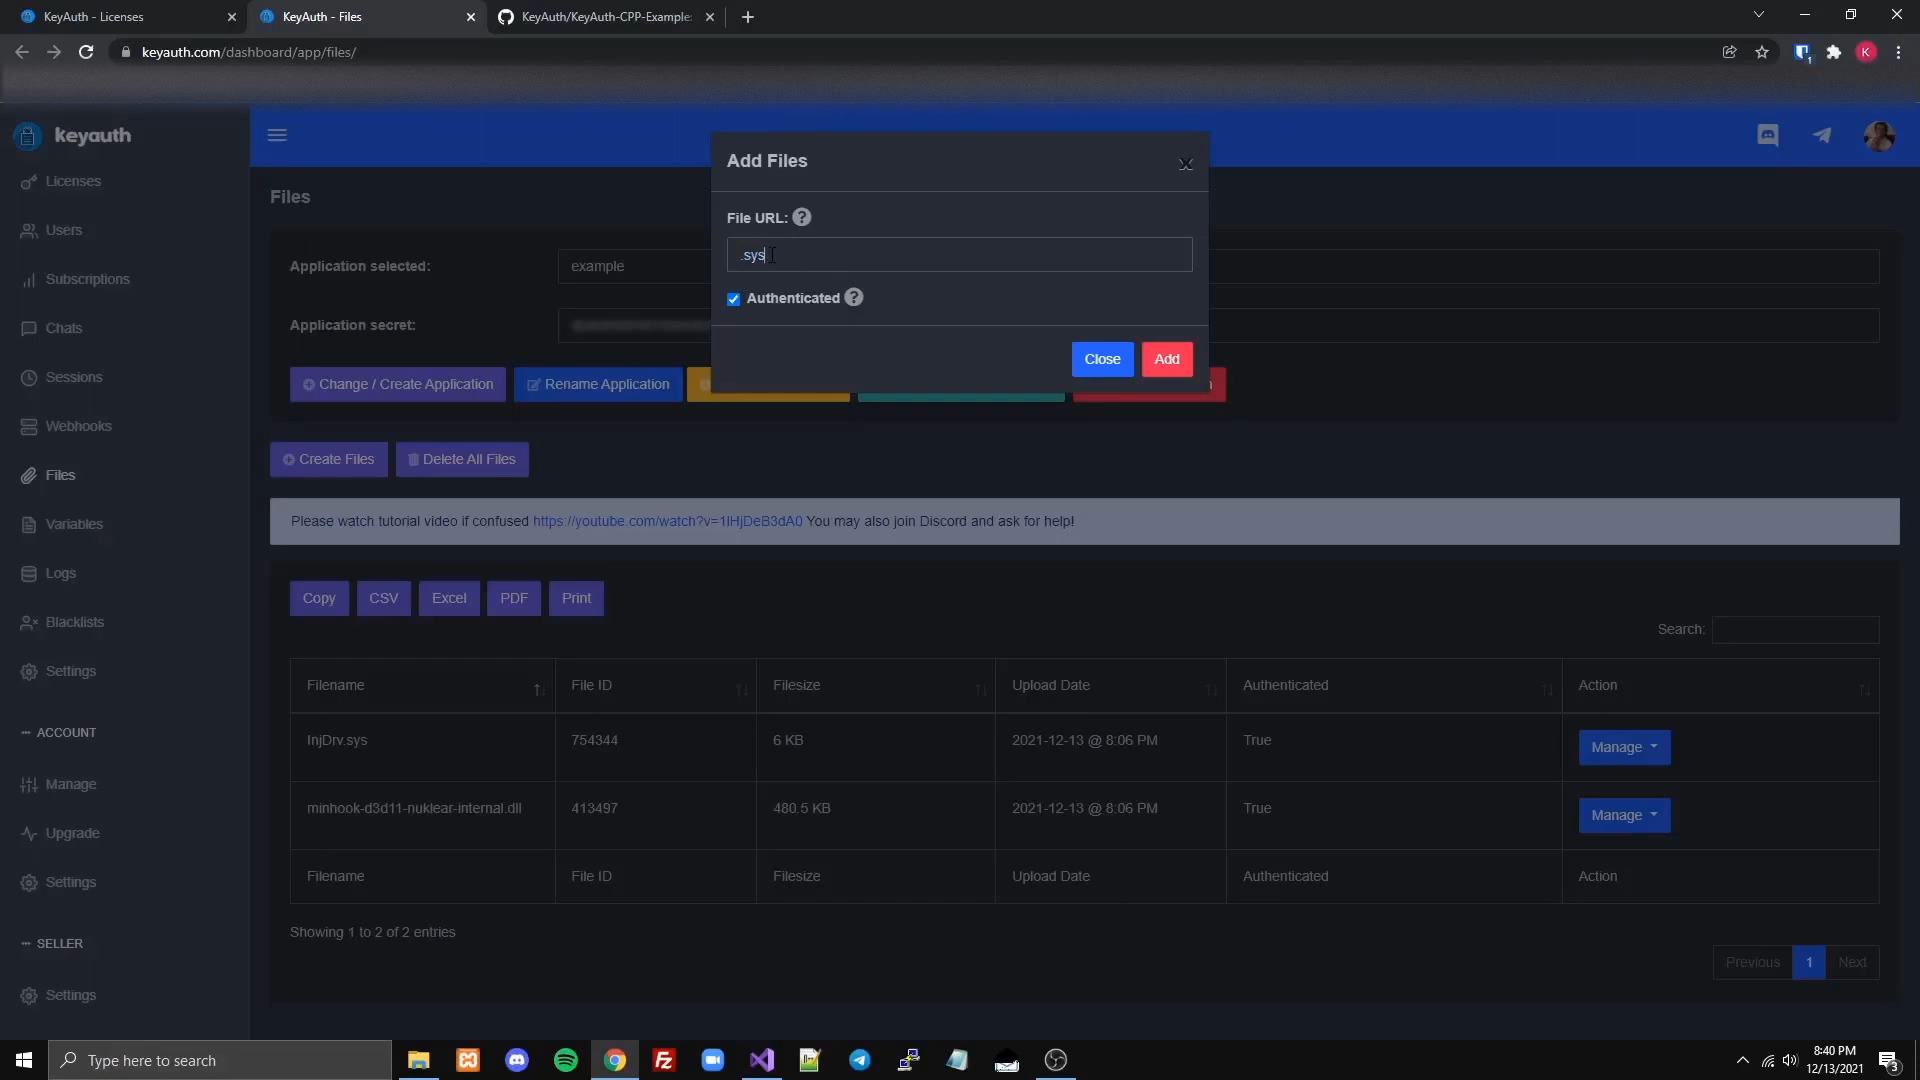 KeyAuth - Licenses
KeyAuth - Files
KeyAuth/KeyAuth-CPP-Example:
keyauth.com/dashboard/app/files/
1
K
keyauth
Licenses
Users
Subscriptions
Chats
Sessions
Webhooks
Files
Variables
Logs
Blacklists
Settings
ACCOUNT
Manage
Upgrade
Settings
SELLER
Settings
Files
Application selected:
example
Application secret:
Change / Create Application
Rename Application
Add Files
x
File URL: ?
.sys
Authenticated ?
Close
Add
Create Files
Delete All Files
Please watch tutorial video if confused https://youtube.com/watch?v=1lHjDeB3dA0 You may also join Discord and ask for help!
Copy
CSV
Excel
PDF
Print
Search:
Filename File ID Filesize Upload Date Authenticated Action
InjDrv.sys 754344 6 KB 2021-12-13 @ 8:06 PM True Manage
minhook-d3d11-nuklear-internal.dll 413497 480.5 KB 2021-12-13 @ 8:06 PM True Manage
Filename File ID Filesize Upload Date Authenticated Action
Showing 1 to 2 of 2 entries
Previous 1 Next
Type here to search
8:40 PM
12/13/2021
3